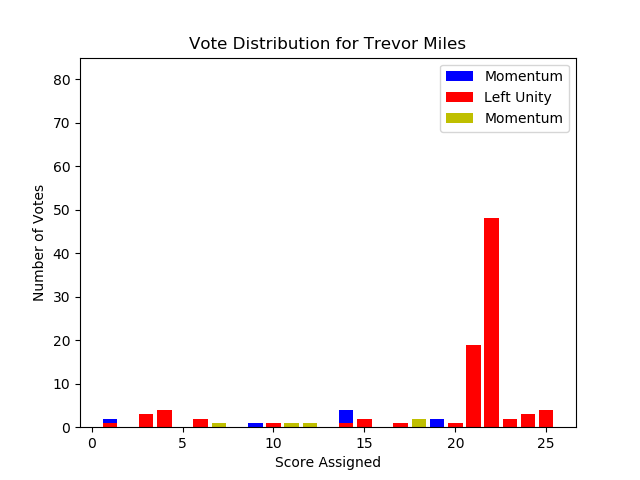 Vote Distribution for Trevor Miles
Momentum
Left Unity
Momentum
80
70
60
50
40
30
20
10
0
Number of Votes
0 5 10 15 20 25
Score Assigned